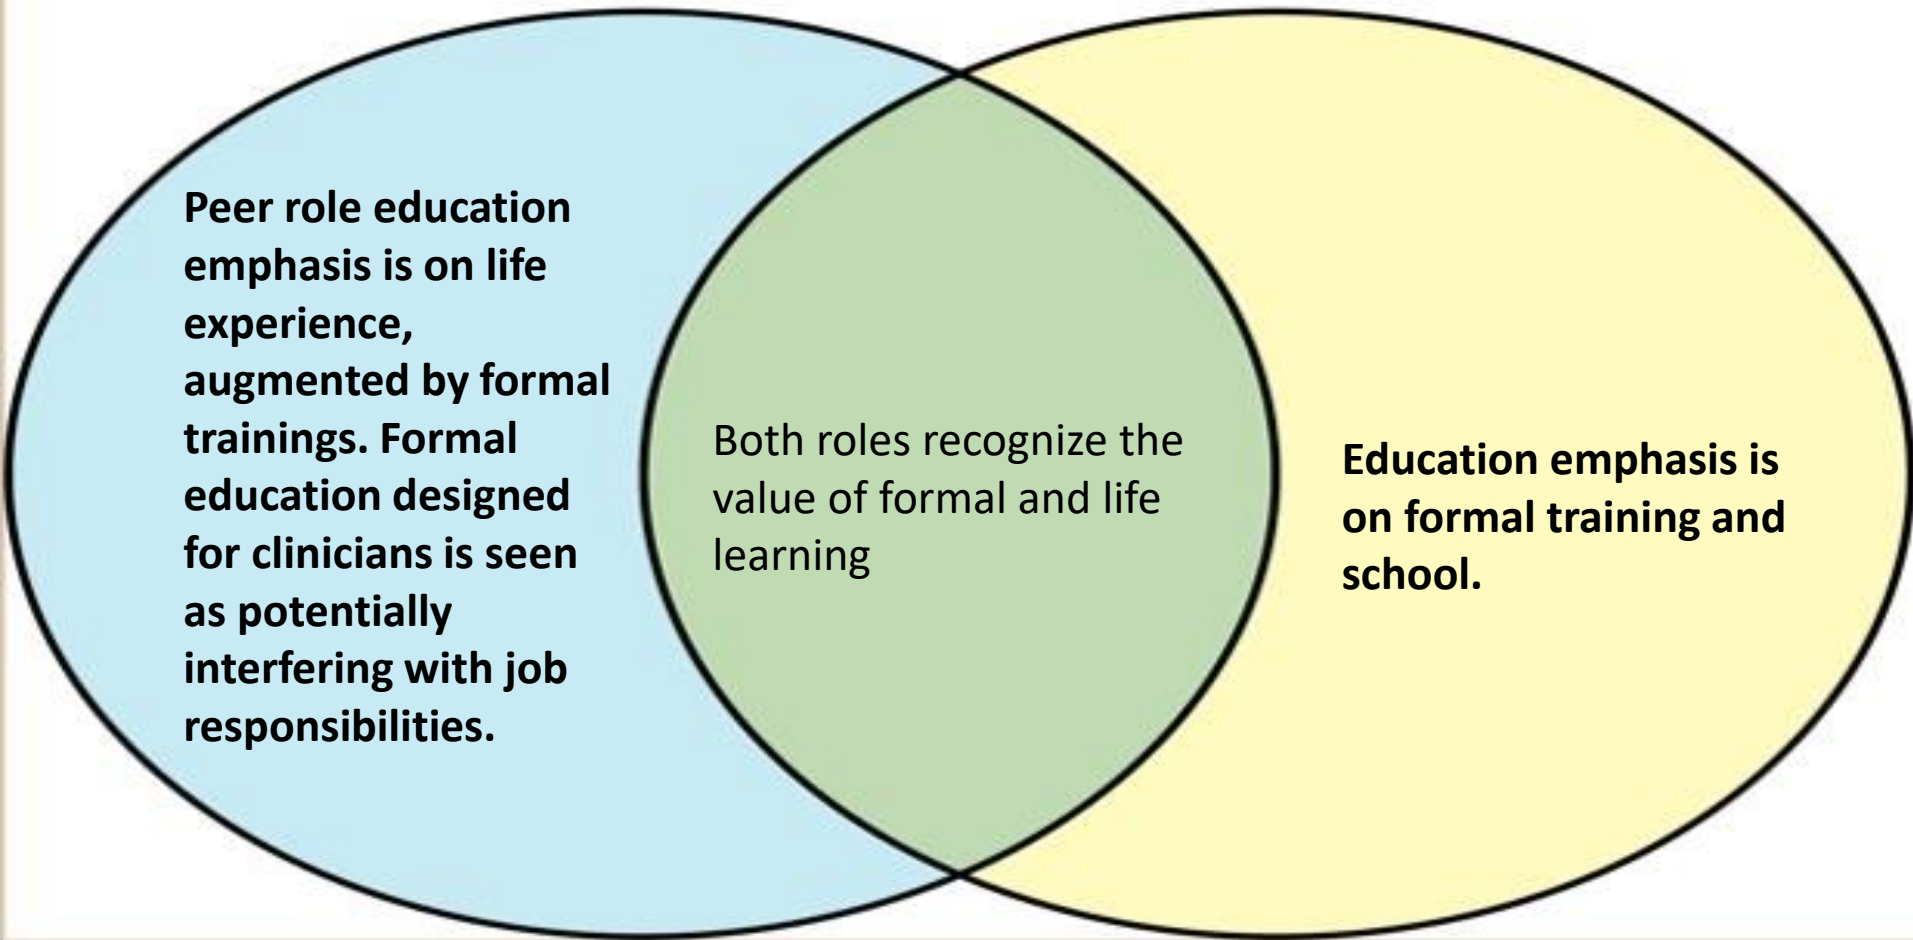 Peer role education
emphasis is on life
experience,
augmented by formal
trainings. Formal
education designed
for clinicians is seen
as potentially
interfering with job
responsibilities.
Both roles recognize the
value of formal and life
learning
Education emphasis is
on formal training and
school.